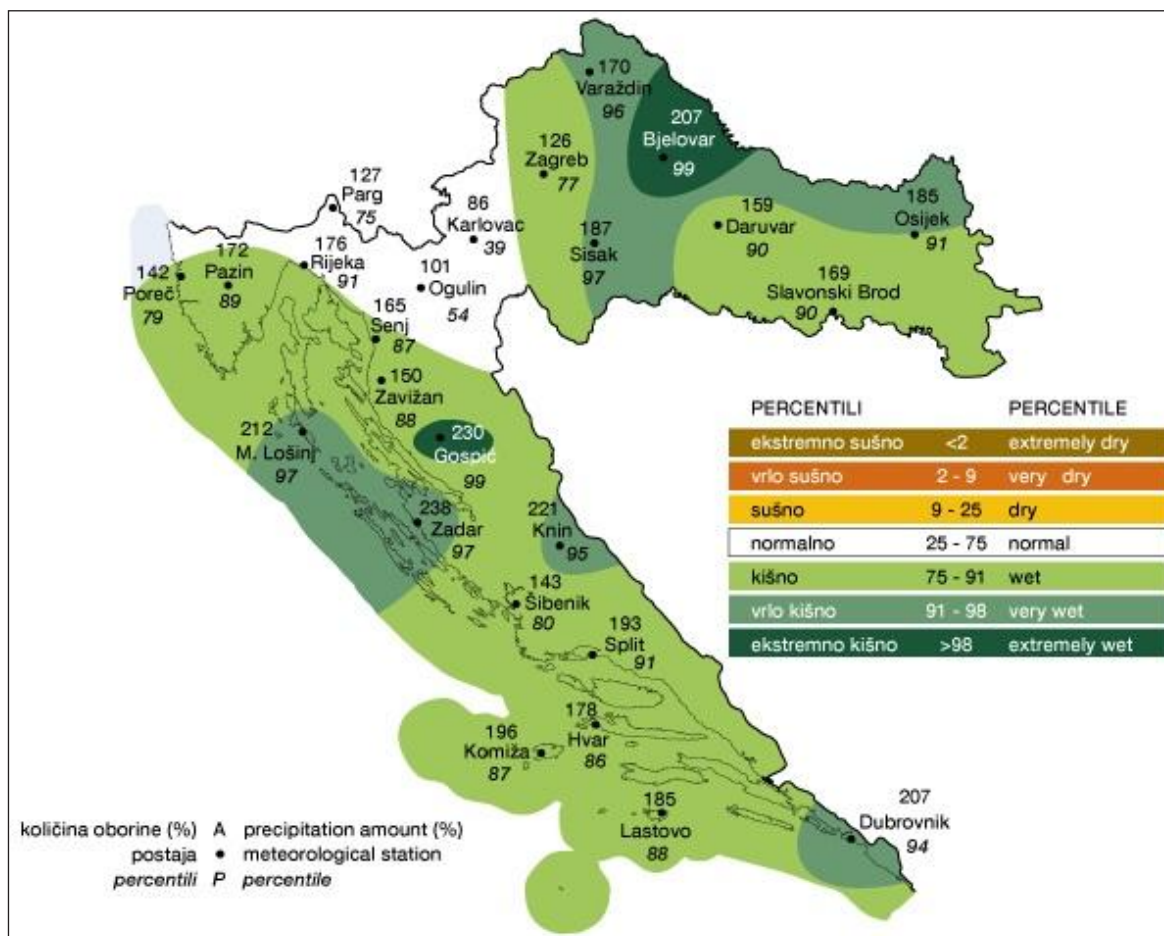 170
Varaždin
96
207
Bjelovar
99
126
Zagreb
77
127
Parg
75
86
Karlovac
39
185
Osijek
91
159
Daruvar
90
187
Sisak
97
172
Pazin
89
176
Rijeka
91
142
Poreč
79
101
Ogulin
54
169
Slavonski Brod
90
165
Senj
87
150
Zavižan
88
212
M. Lošinj
97
230
Gospić
99
238
Zadar
97
221
Knin
95
143
Šibenik
80
193
Split
91
178
Hvar
86
196
Komiža
87
185
Lastovo
88
207
Dubrovnik
94
PERCENTILI PERCENTILE
ekstremno sušno <2 extremely dry
vrlo sušno 2 - 9 very dry
sušno 9 - 25 dry
normalno 25 - 75 normal
kišno 75 - 91 wet
vrlo kišno 91 - 98 very wet
ekstremno kišno >98 extremely wet
količina oborine (%) A precipitation amount (%)
postaja • meteorological station
percentili P percentile